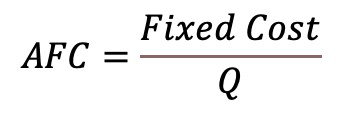 AFC = Fixed Cost / Q